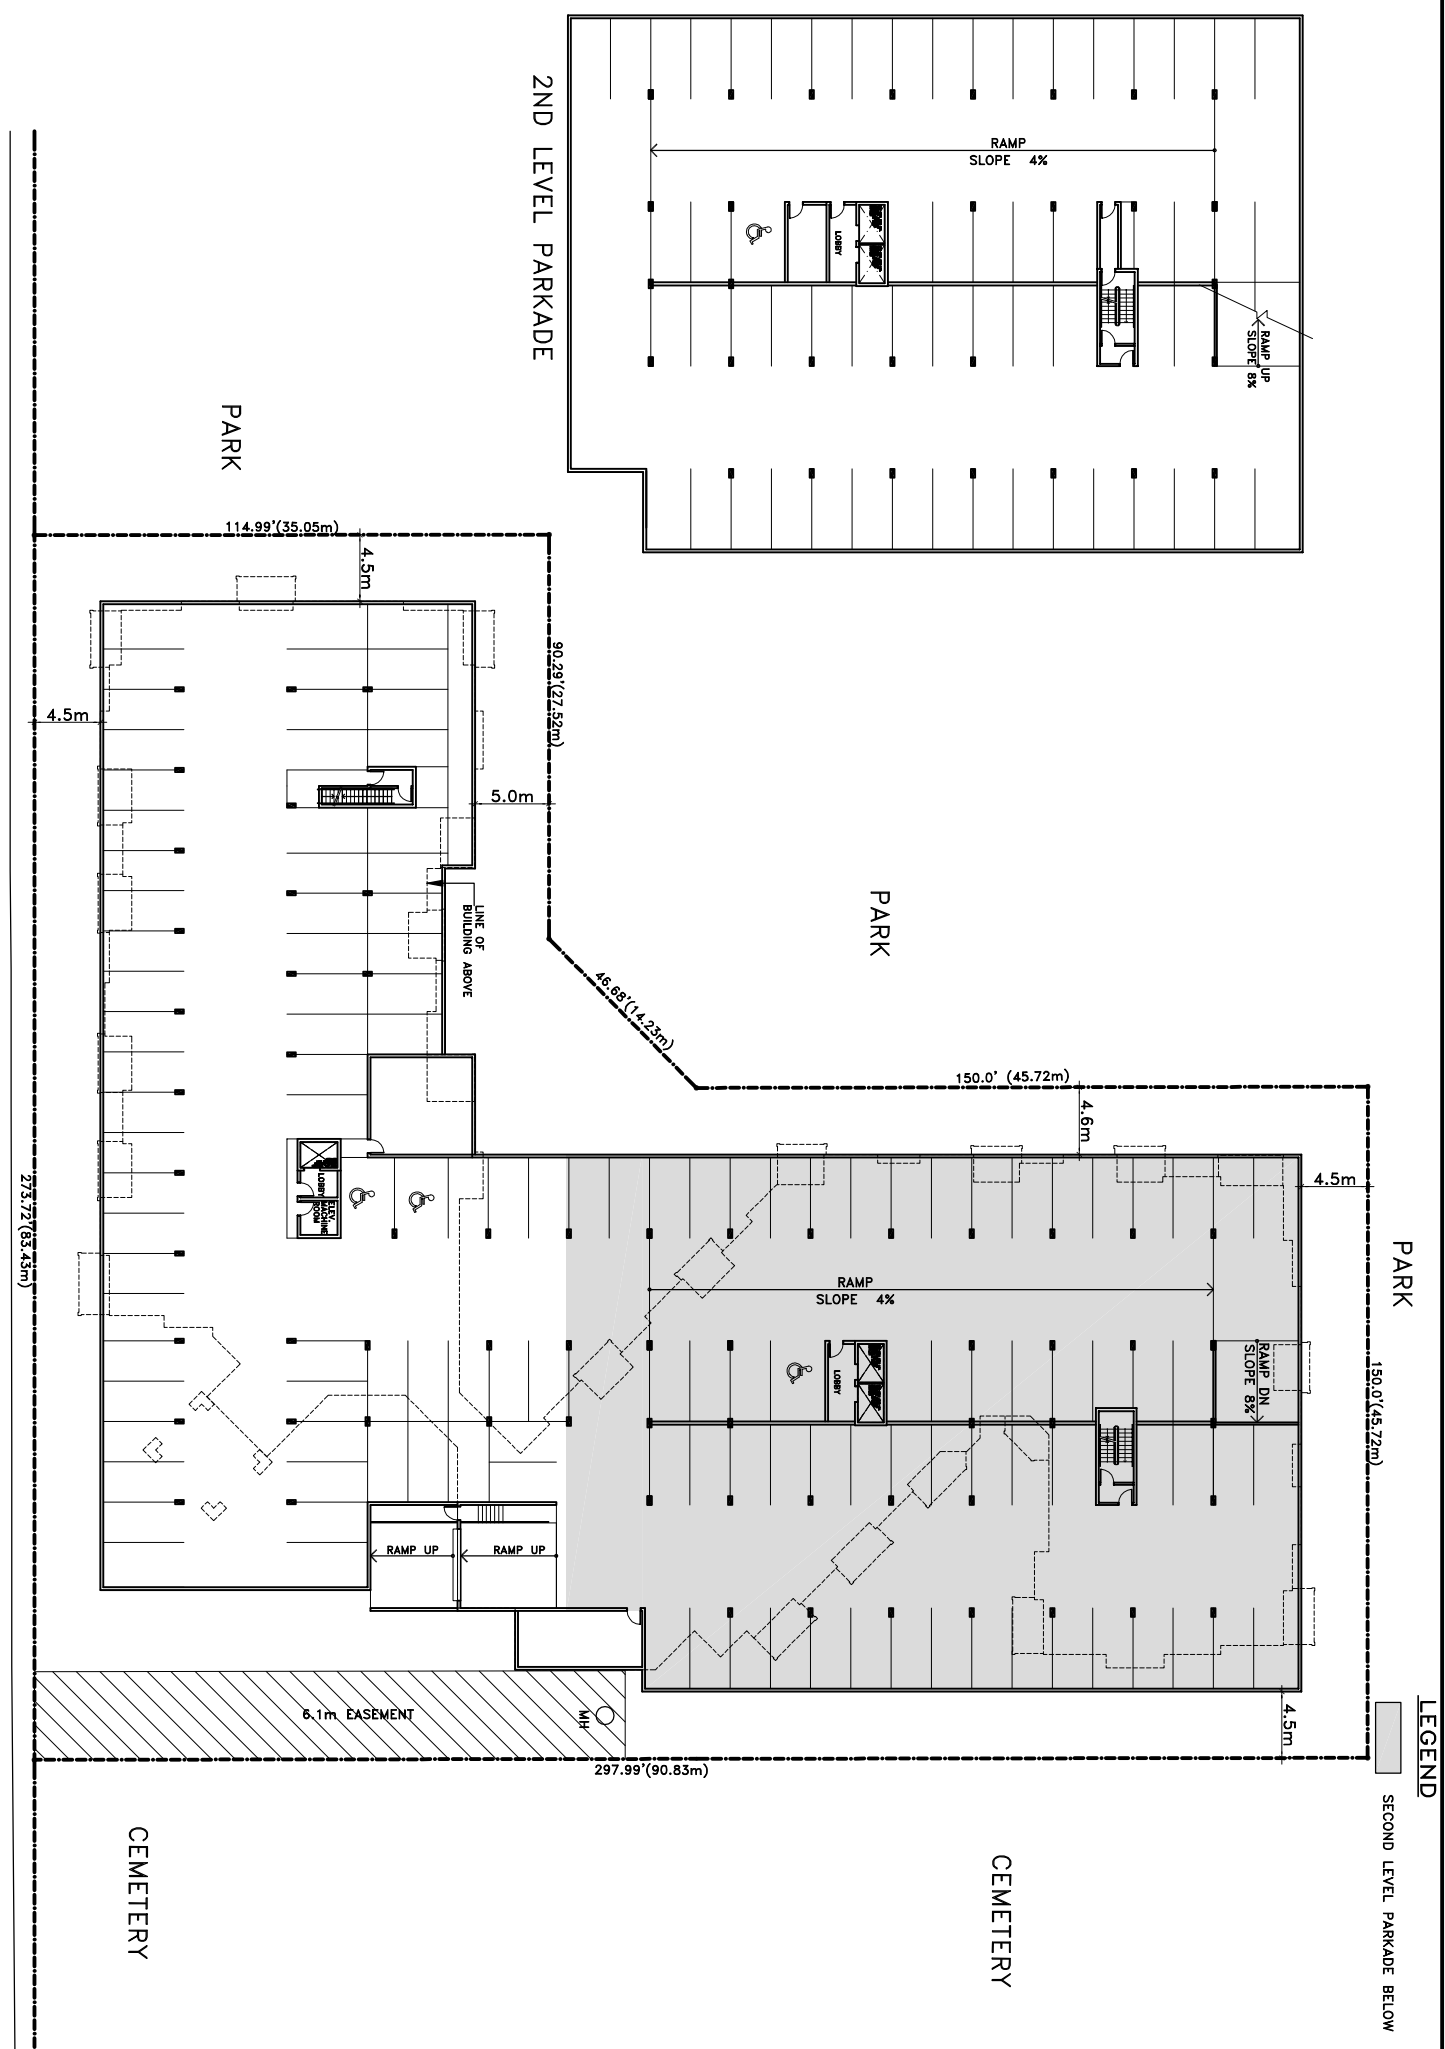 RAMP
SLOPE 4%
LOBBY
RAMP UP
SLOPE 8%
2ND LEVEL PARKADE
PARK
114.99'(35.05m)
4.5m
90.29'(27.52m)
4.5m
5.0m
LINE OF
BUILDING ABOVE
PARK
46.68'(14.23m)
150.0' (45.72m)
4.6m
4.5m
PARK
LOBBY
ELEV.
MACHINE
ROOM
273.72'(83.43m)
RAMP
SLOPE 4%
LOBBY
RAMP DN
SLOPE 8%
150.0'(45.72m)
RAMP UP
RAMP UP
6.1m EASEMENT
MH
4.5m
297.99'(90.83m)
LEGEND
SECOND LEVEL PARKADE BELOW
CEMETERY
CEMETERY